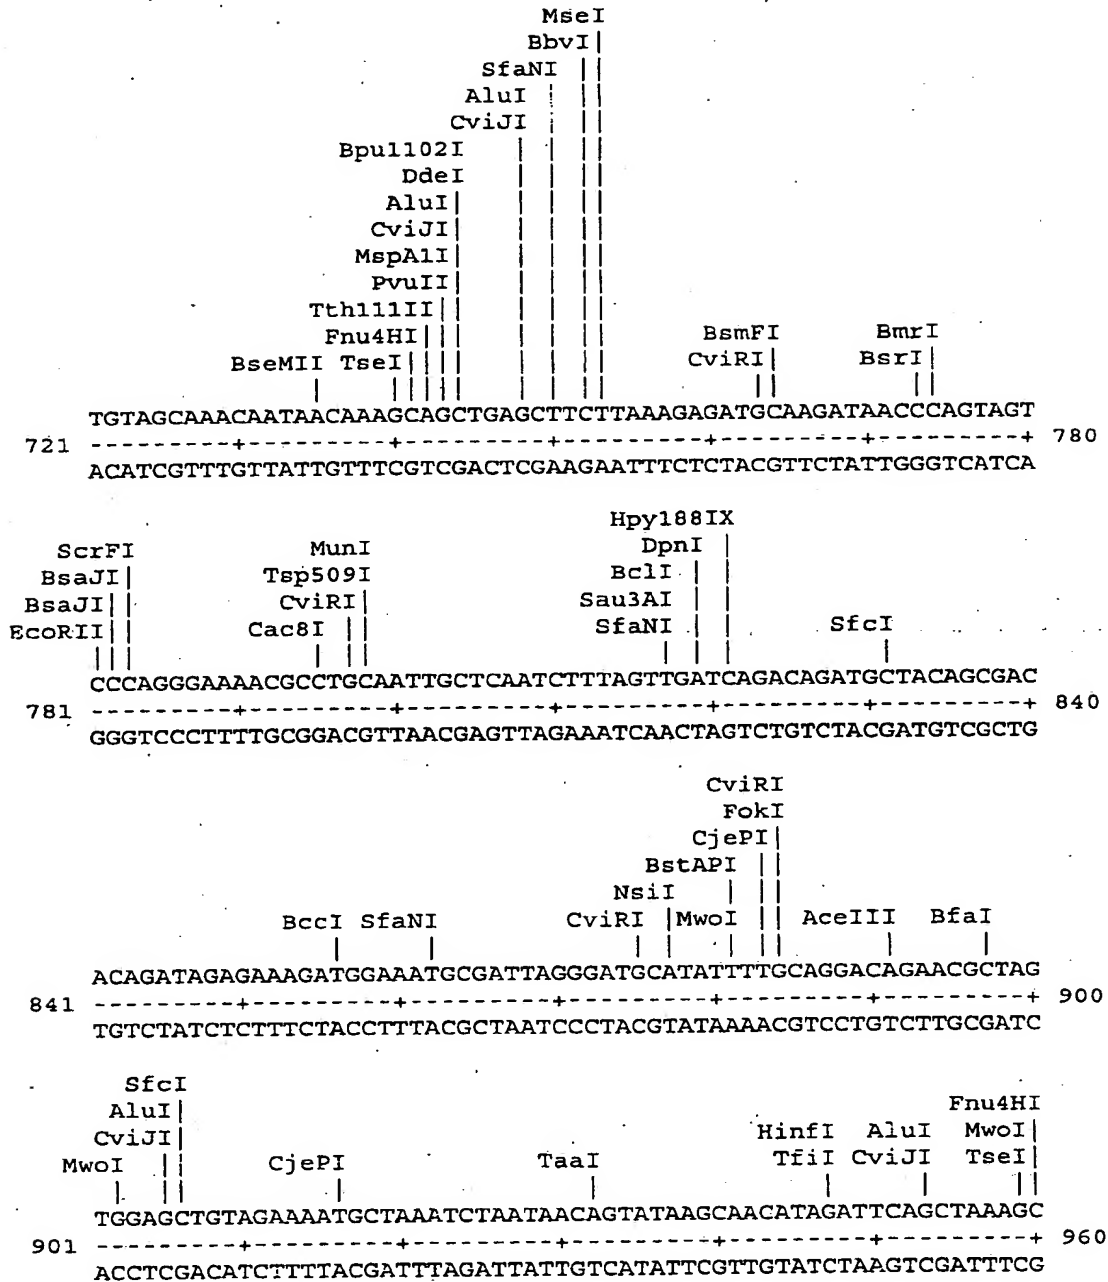 MseI
BbvI|
SfaNI ||
AluI | ||
CviJI | ||
Bpu1102I | | ||
DdeI | | ||
AluI| | | ||
CviJI| | | ||
MspA1I| | | ||
PvuII|| | | ||
Tth111II|| | | ||
Fnu4HI||| | | || BsmFI BmrI
BseMII TseI|||| | | || CviRI| BsrI|
| ||||| | | || || ||
TGTAGCAAACAATAACAAAGCAGCTGAGCTTCTTAAAGAGATGCAAGATAACCCAGTAGT
721 ---------+---------+---------+---------+---------+---------+ 780
ACATCGTTTGTTATTGTTTCGTCGACTCGAAGAATTTCTCTACGTTCTATTGGGTCATCA
Hpy188IX
ScrFI MunI DpnI |
BsaJI| Tsp509I BclI | |
BsaJI|| CviRI| Sau3AI | |
EcoRII|| Cac8I || SfaNI | | SfcI
||| | || | | | |
CCCAGGGAAAACGCCTGCAATTGCTCAATCTTTAGTTGATCAGACAGATGCTACAGCGAC
781 ---------+---------+---------+---------+---------+---------+ 840
GGGTCCCTTTTGCGGACGTTAACGAGTTAGAAATCAACTAGTCTGTCTACGATGTCGCTG
CviRI
FokI
CjePI|
BstAPI ||
NsiI | ||
BccI SfaNI CviRI |MwoI || AceIII BfaI
| | | | | || | |
ACAGATAGAGAAAGATGGAAATGCGATTAGGGATGCATATTTTGCAGGACAGAACGCTAG
841 ---------+---------+---------+---------+---------+---------+ 900
TGTCTATCTCTTTCTACCTTTACGCTAATCCCTACGTATAAAACGTCCTGTCTTGCGATC
SfcI
AluI| Fnu4HI
CviJI| HinfI AluI MwoI|
MwoI || CjePI TaaI TfiI CviJI TseI|
| || | | | | ||
TGGAGCTGTAGAAAATGCTAAATCTAATAACAGTATAAGCAACATAGATTCAGCTAAAGC
901 ---------+---------+---------+---------+---------+---------+ 960
ACCTCGACATCTTTTACGATTTAGATTATTGTCATATTCGTTGTATCTAAGTCGATTTCG